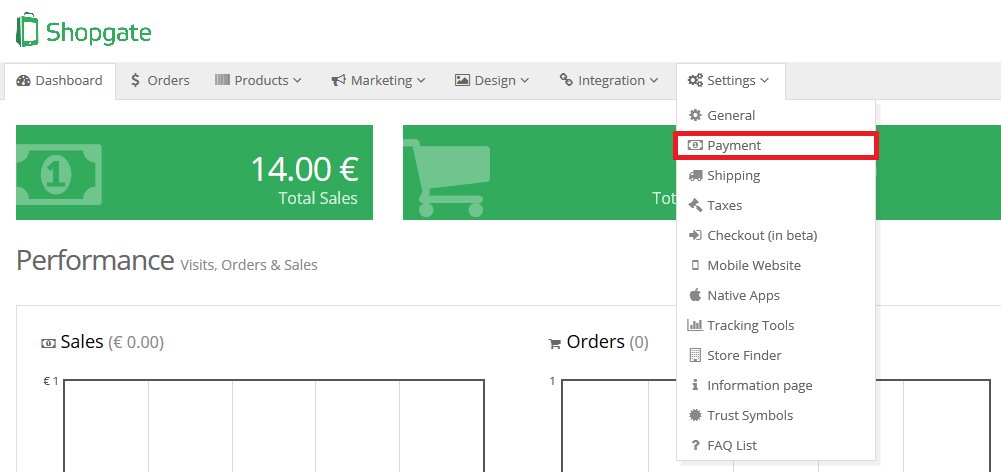 Shopgate
Dashboard $ Orders Products Marketing Design Integration Settings
General
Payment
Shipping
Taxes
Checkout (in beta)
Mobile Website
Native Apps
Tracking Tools
Store Finder
Information page
Trust Symbols
? FAQ List
1
14.00 €
Total Sales
Performance Visits, Orders & Sales
Sales (€ 0.00)
Orders (0)
€ 1
1